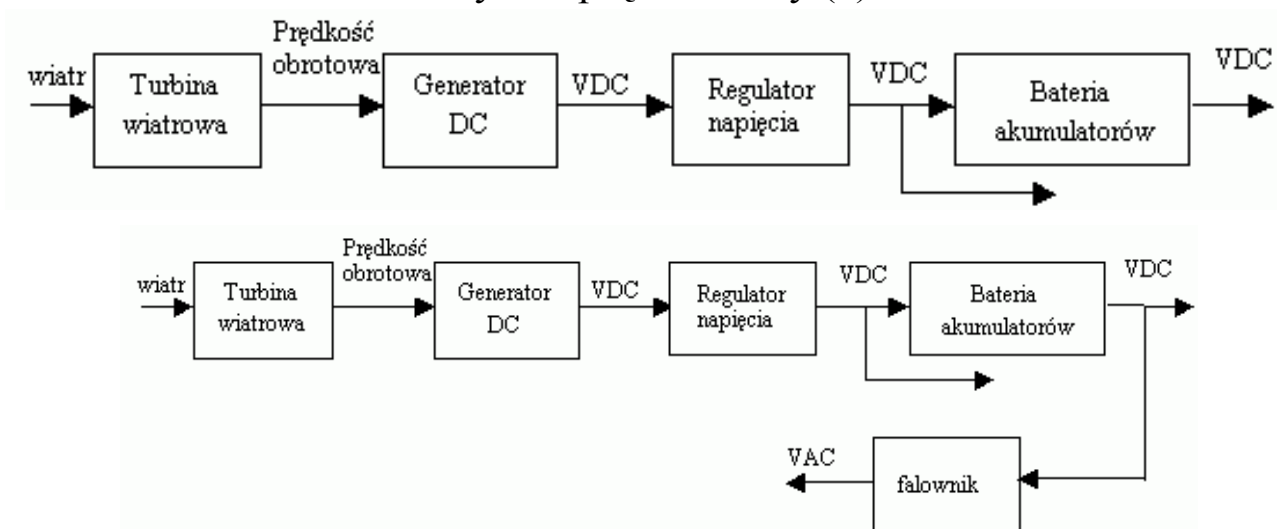 wiatr
Turbina
wiatrowa
Prędkość
obrotowa
Generator
DC
VDC
Regulator
napięcia
VDC
Bateria
akumulatorów
VDC
wiatr
Turbina
wiatrowa
Prędkość
obrotowa
Generator
DC
VDC
Regulator
napięcia
VDC
Bateria
akumulatorów
VDC
VAC
falownik